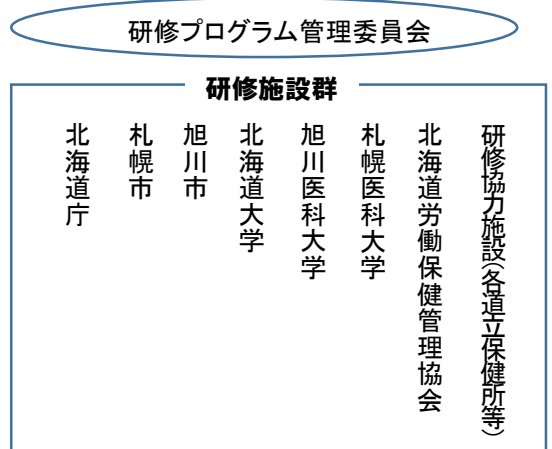 研修プログラム管理委員会
研修施設群
北海道庁
札幌市
旭川市
北海道大学
旭川医科大学
札幌医科大学
北海道労働保健管理協会
研修協力施設(各道立保健所等)